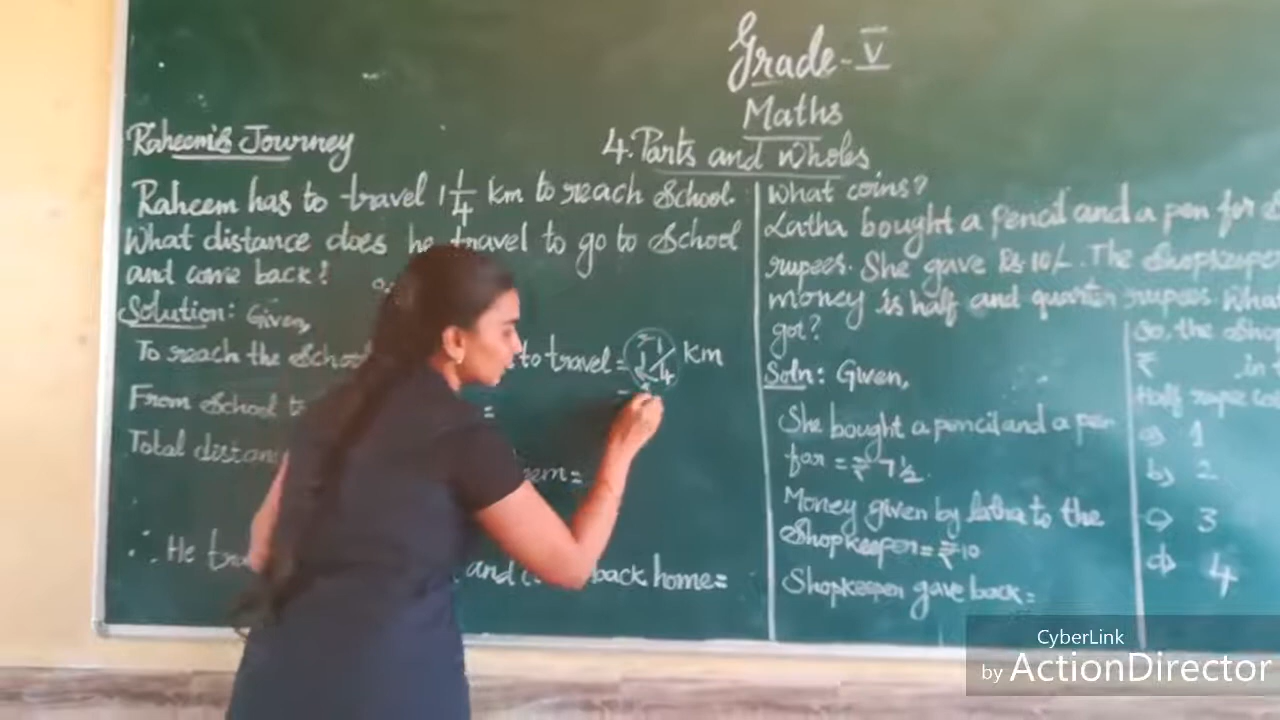 Grade-V
Maths
4. Parts and Wholes
Raheem's Journey
Raheem has to travel 1 1/4 km to reach School.
What distance does he travel to go to School
and come back?
Solution: Given,
To reach the School to travel = 1 1/4 km
From School =
Total =
∴ He and back home=
What coins?
Latha bought a pencil and a pen for
rupees. She gave Rs 10/-. The
money is half and quarter rupees What
got?
Soln: Given,
She bought a pencil and a pen
for = ₹ 7 1/2.
Money given by latha to the
Shopkeeper = ₹ 10
Shopkeeper gave back =
So, the
₹ in
Half rupee
a) 1
b) 2
c) 3
d) 4
CyberLink
by ActionDirector